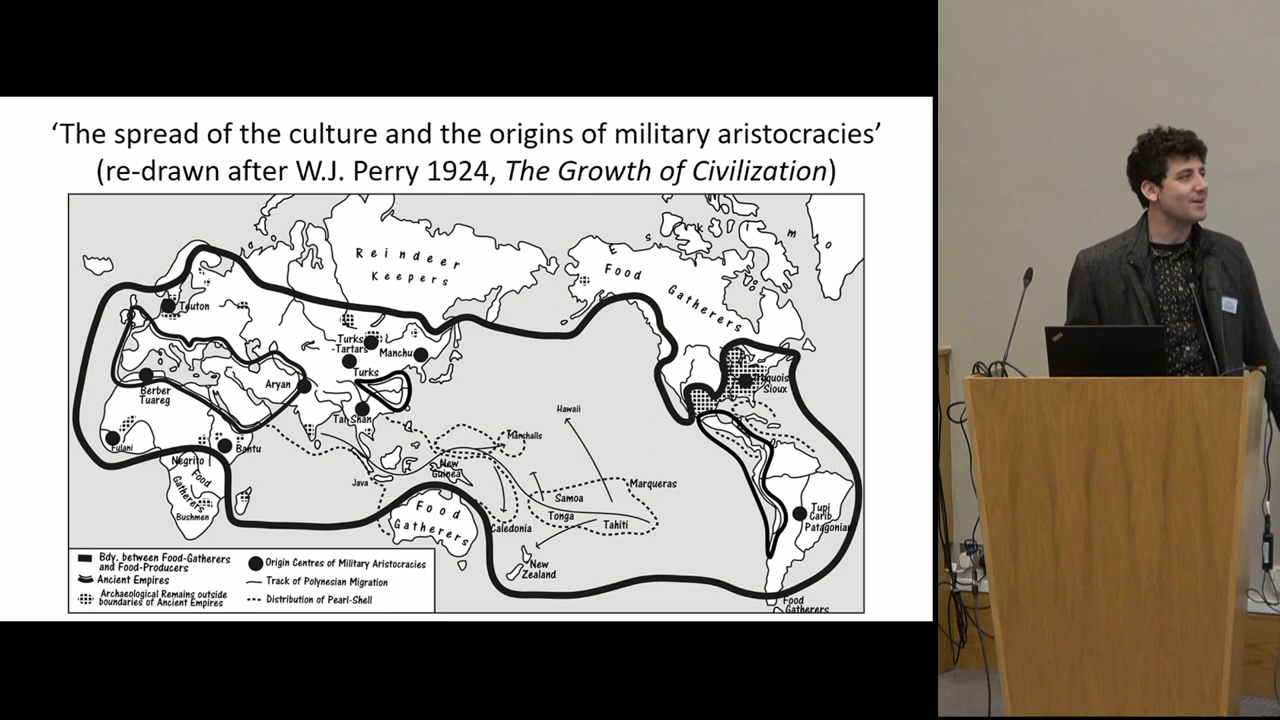 ‘The spread of the culture and the origins of military aristocracies’
(re-drawn after W.J. Perry 1924, The Growth of Civilization)
Reindeer
Keepers
Es k m o
Food
Gatherers
Teuton
Turks
Tartars
Manchu
Turks
Aryan
Iroquois
Sioux
Berber
Tuareg
Tai Shan
Hawaii
Fulani
Bantu
Marshalls
Negrito
New
Guinea
Food
Gatherers
Java
Marqueras
Bushmen
Samoa
Tonga
Tahiti
Food
Gatherers
Caledonia
Tupi
Carib
Patagonian
New
Zealand
Food
Gatherers
Bdy. between Food-Gatherers
and Food-Producers
Ancient Empires
Archaeological Remains outside
boundaries of Ancient Empires
Origin Centres of Military Aristocracies
Track of Polynesian Migration
Distribution of Pearl-Shell